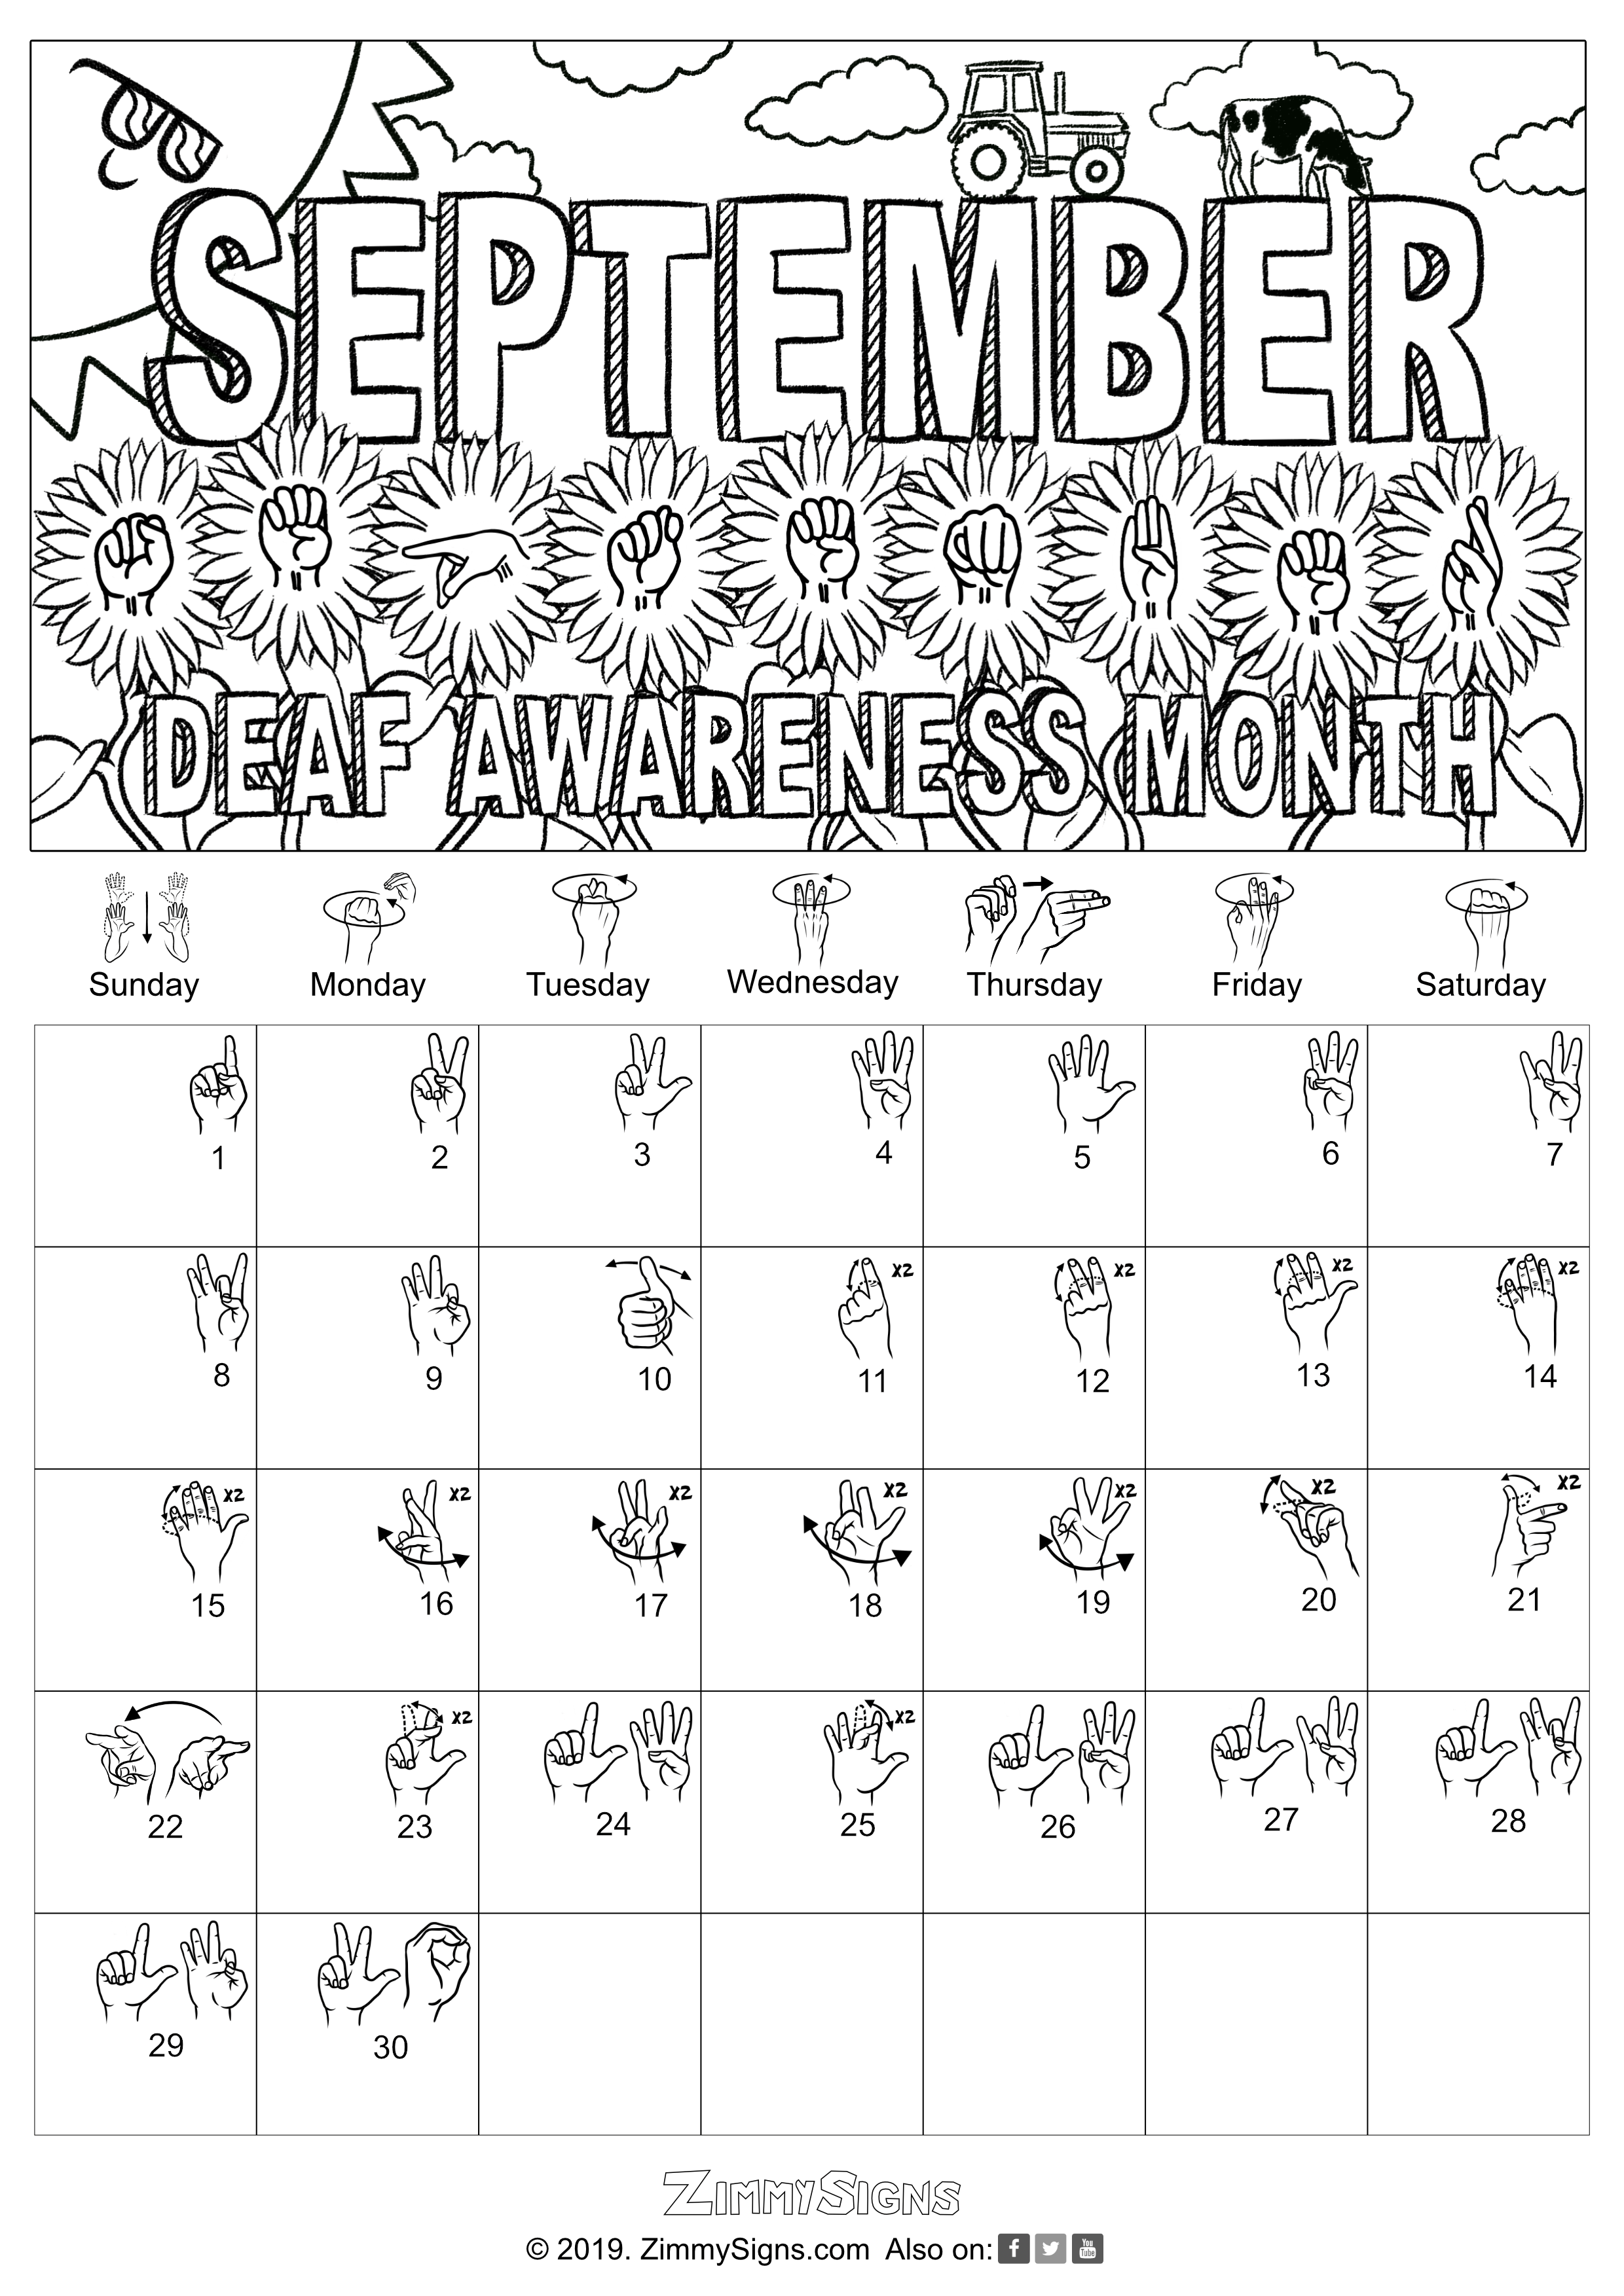 SEPTEMBER
DEAF AWARENESS MONTH
Sunday Monday Tuesday Wednesday Thursday Friday Saturday
1 2 3 4 5 6 7
X2 X2 X2 X2
8 9 10 11 12 13 14
X2 X2 X2 X2 X2 X2 X2
15 16 17 18 19 20 21
X2 X2
22 23 24 25 26 27 28
29 30
ZIMMYSIGNS
© 2019. ZimmySigns.com Also on: f You Tube